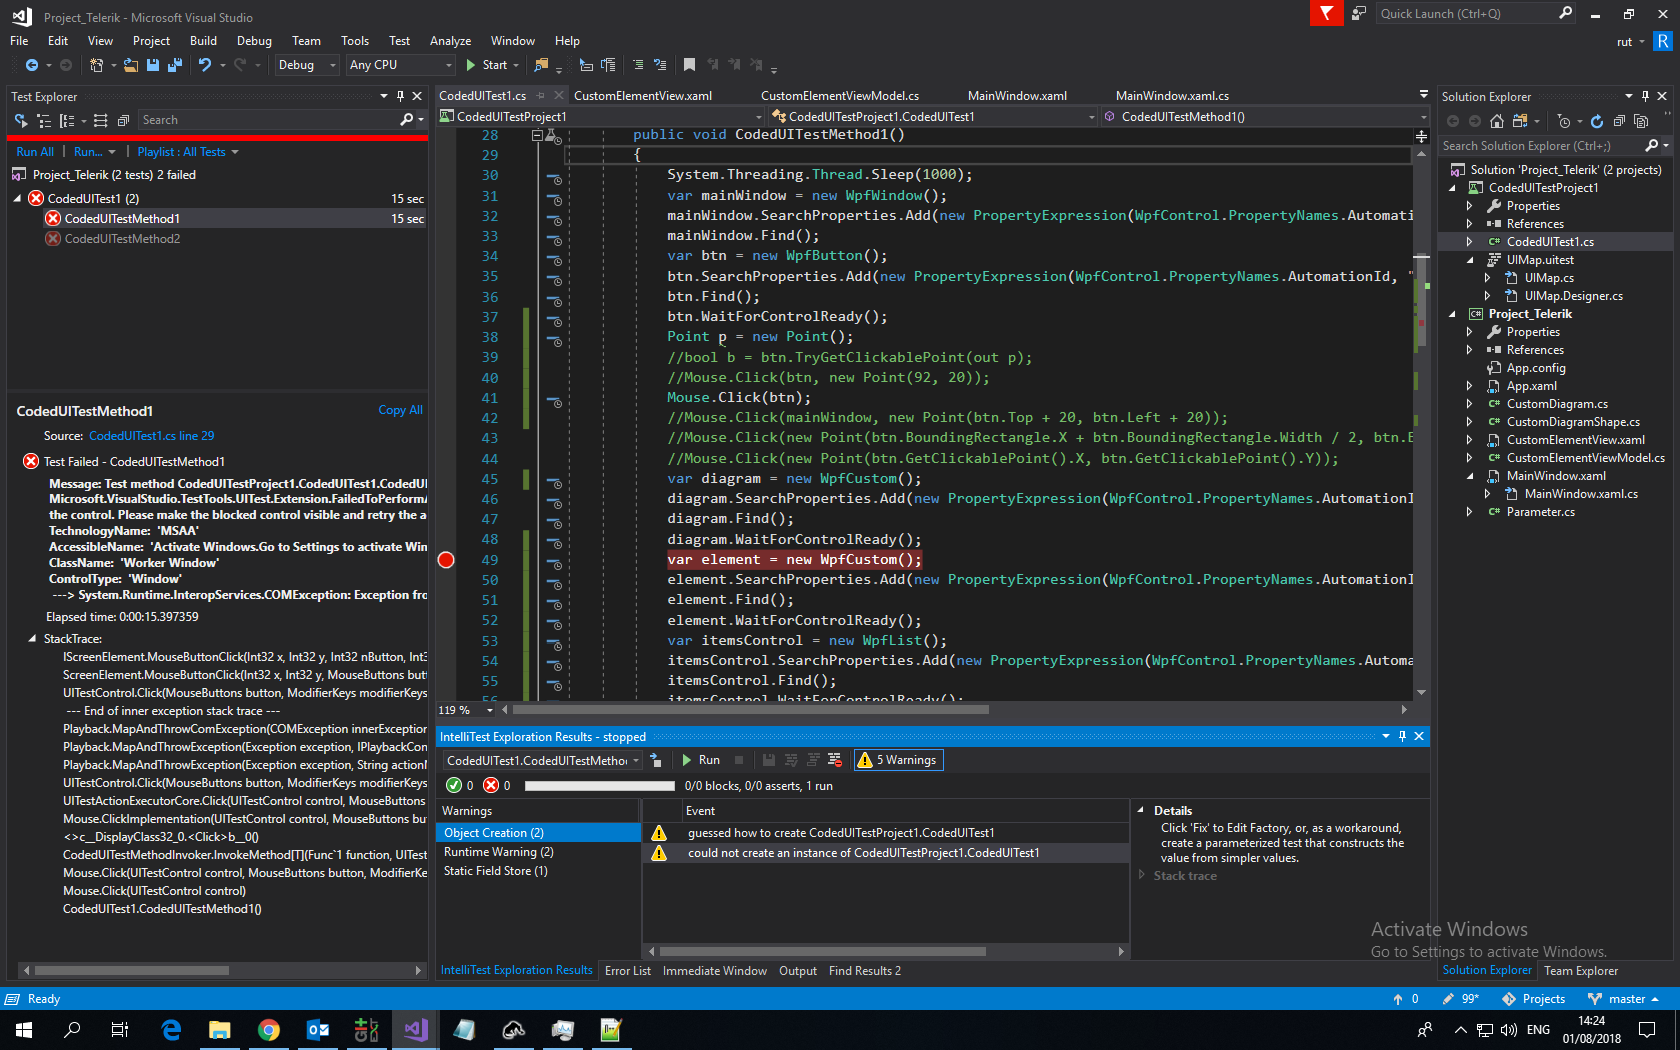 Project_Telerik - Microsoft Visual Studio
Quick Launch (Ctrl+Q)
File Edit View Project Build Debug Team Tools Test Analyze Window Help
rut R
Debug Any CPU Start
Test Explorer
Search
Run All Run... Playlist : All Tests
Project_Telerik (2 tests) 2 failed
CodedUITest1 (2) 15 sec
CodedUITestMethod1 15 sec
CodedUITestMethod2
CodedUITestMethod1 Copy All
Source: CodedUITest1.cs line 29
Test Failed - CodedUITestMethod1
Message: Test method CodedUITestProject1.CodedUITest1.CodedUI
Microsoft.VisualStudio.TestTools.UITest.Extension.FailedToPerformA
the control. Please make the blocked control visible and retry the a
TechnologyName: 'MSAA'
AccessibleName: 'Activate Windows.Go to Settings to activate Win
ClassName: 'Worker Window'
ControlType: 'Window'
---> System.Runtime.InteropServices.COMException: Exception fro
Elapsed time: 0:00:15.397359
StackTrace:
IScreenElement.MouseButtonClick(Int32 x, Int32 y, Int32 nButton, Int3
ScreenElement.MouseButtonClick(Int32 x, Int32 y, MouseButtons but
UITestControl.Click(MouseButtons button, ModifierKeys modifierKeys
--- End of inner exception stack trace ---
Playback.MapAndThrowComException(COMException innerException
Playback.MapAndThrowException(Exception exception, IPlaybackCon
Playback.MapAndThrowException(Exception exception, String action
UITestControl.Click(MouseButtons button, ModifierKeys modifierKeys
UITestActionExecutorCore.Click(UITestControl control, MouseButtons
Mouse.ClickImplementation(UITestControl control, MouseButtons bu
<>c__DisplayClass32_0.<Click>b__0()
CodedUITestMethodInvoker.InvokeMethod[T](Func`1 function, UITest
Mouse.Click(UITestControl control, MouseButtons button, ModifierKe
Mouse.Click(UITestControl control)
CodedUITest1.CodedUITestMethod1()
CodedUITest1.cs CustomElementView.xaml CustomElementViewModel.cs MainWindow.xaml MainWindow.xaml.cs
CodedUITestProject1 CodedUITestProject1.CodedUITest1 CodedUITestMethod1()
28 public void CodedUITestMethod1()
29 {
30 System.Threading.Thread.Sleep(1000);
31 var mainWindow = new WpfWindow();
32 mainWindow.SearchProperties.Add(new PropertyExpression(WpfControl.PropertyNames.Automati
33 mainWindow.Find();
34 var btn = new WpfButton();
35 btn.SearchProperties.Add(new PropertyExpression(WpfControl.PropertyNames.AutomationId, "
36 btn.Find();
37 btn.WaitForControlReady();
38 Point p = new Point();
39 //bool b = btn.TryGetClickablePoint(out p);
40 //Mouse.Click(btn, new Point(92, 20));
41 Mouse.Click(btn);
42 //Mouse.Click(mainWindow, new Point(btn.Top + 20, btn.Left + 20));
43 //Mouse.Click(new Point(btn.BoundingRectangle.X + btn.BoundingRectangle.Width / 2, btn.B
44 //Mouse.Click(new Point(btn.GetClickablePoint().X, btn.GetClickablePoint().Y));
45 var diagram = new WpfCustom();
46 diagram.SearchProperties.Add(new PropertyExpression(WpfControl.PropertyNames.AutomationI
47 diagram.Find();
48 diagram.WaitForControlReady();
49 var element = new WpfCustom();
50 element.SearchProperties.Add(new PropertyExpression(WpfControl.PropertyNames.AutomationI
51 element.Find();
52 element.WaitForControlReady();
53 var itemsControl = new WpfList();
54 itemsControl.SearchProperties.Add(new PropertyExpression(WpfControl.PropertyNames.Automa
55 itemsControl.Find();
56 itemsControl.WaitForControlReady();
119 %
IntelliTest Exploration Results - stopped
CodedUITest1.CodedUITestMetho Run 5 Warnings
0 0 0/0 blocks, 0/0 asserts, 1 run
Warnings
Object Creation (2)
Runtime Warning (2)
Static Field Store (1)
Event
guessed how to create CodedUITestProject1.CodedUITest1
could not create an instance of CodedUITestProject1.CodedUITest1
Details
Click 'Fix' to Edit Factory, or, as a workaround,
create a parameterized test that constructs the
value from simpler values.
Stack trace
IntelliTest Exploration Results Error List Immediate Window Output Find Results 2
Solution Explorer
Search Solution Explorer (Ctrl+;)
Solution 'Project_Telerik' (2 projects)
CodedUITestProject1
Properties
References
CodedUITest1.cs
UIMap.uitest
UIMap.cs
UIMap.Designer.cs
Project_Telerik
Properties
References
App.config
App.xaml
CustomDiagram.cs
CustomDiagramShape.cs
CustomElementView.xaml
CustomElementViewModel.cs
MainWindow.xaml
MainWindow.xaml.cs
Parameter.cs
Activate Windows
Go to Settings to activate Windows.
Solution Explorer Team Explorer
Ready 0 99* Projects master
ENG 14:24
01/08/2018